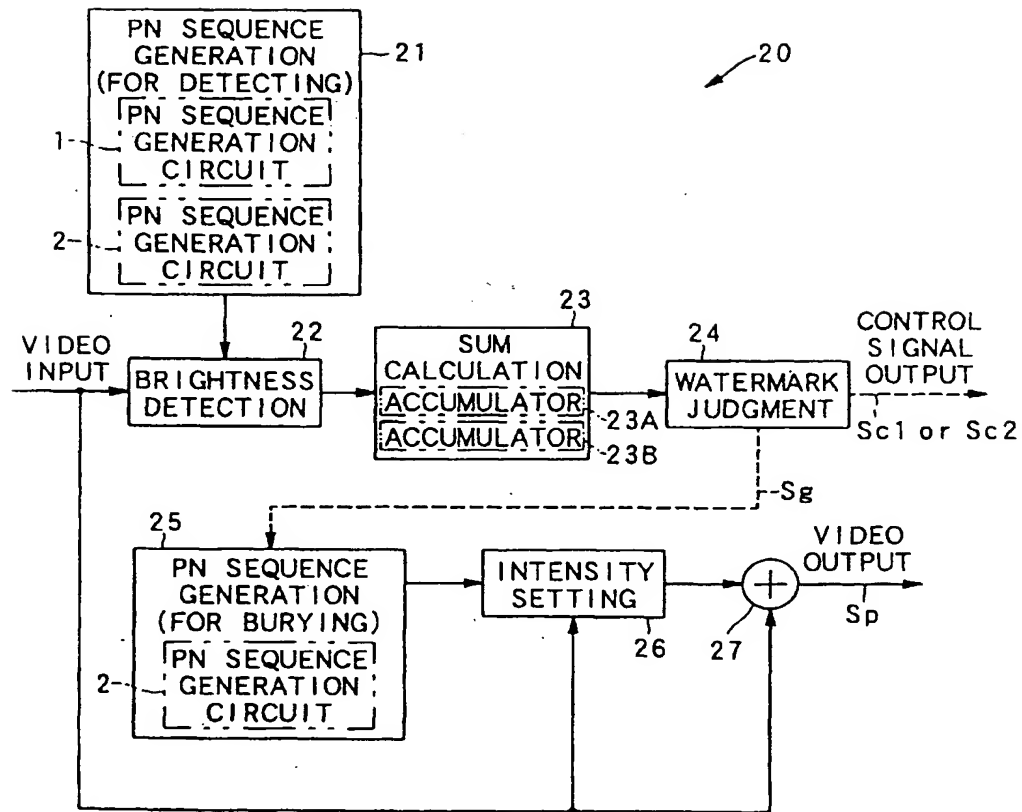 PN SEQUENCE
GENERATION
(FOR DETECTING)
21
20
1
PN SEQUENCE
GENERATION
CIRCUIT
2
PN SEQUENCE
GENERATION
CIRCUIT
VIDEO
INPUT
22
BRIGHTNESS
DETECTION
23
SUM
CALCULATION
ACCUMULATOR
23A
ACCUMULATOR
23B
24
WATERMARK
JUDGMENT
CONTROL
SIGNAL
OUTPUT
Sc1 or Sc2
Sg
25
PN SEQUENCE
GENERATION
(FOR BURYING)
2
PN SEQUENCE
GENERATION
CIRCUIT
INTENSITY
SETTING
26
+
27
VIDEO
OUTPUT
Sp